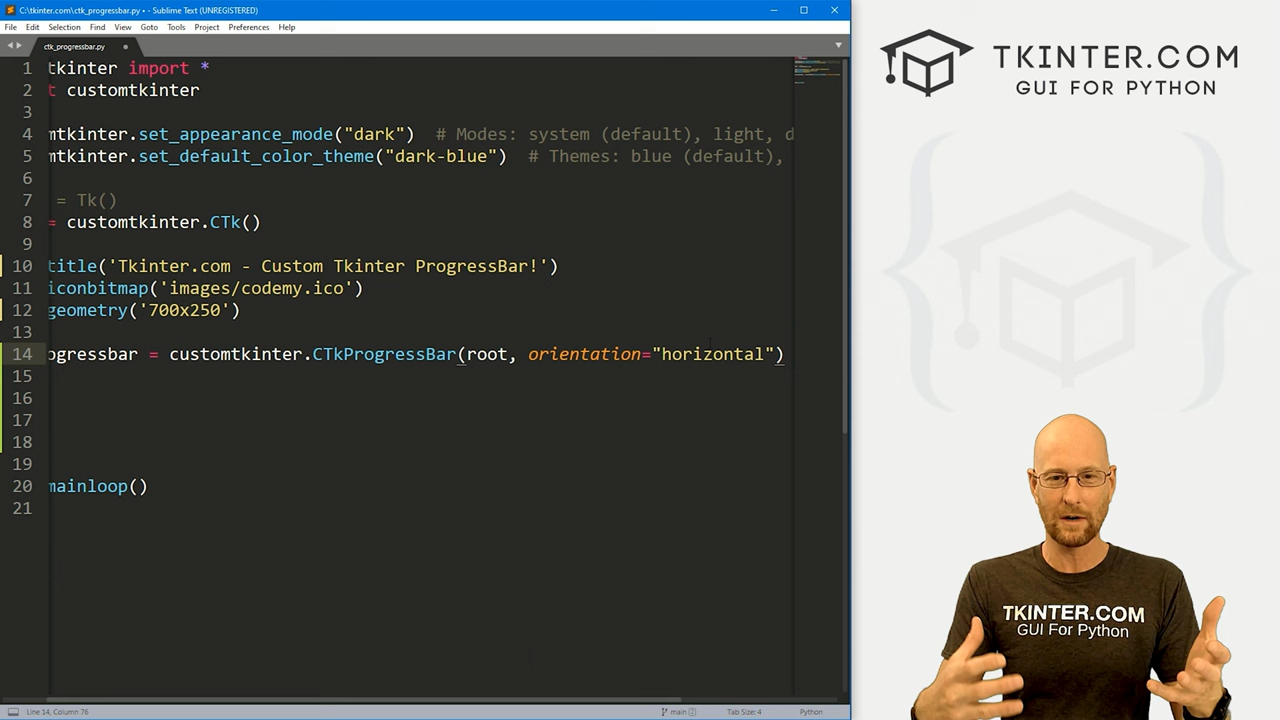 C:\tkinter.com\ctk_progressbar.py • - Sublime Text (UNREGISTERED)
File Edit Selection Find View Goto Tools Project Preferences Help
ctk_progressbar.py
1 tkinter import *
2 t customtkinter
3
4 mtkinter.set_appearance_mode("dark") # Modes: system (default), light, d
5 mtkinter.set_default_color_theme("dark-blue") # Themes: blue (default),
6
7 = Tk()
8 = customtkinter.CTk()
9
10 title('Tkinter.com - Custom Tkinter ProgressBar!')
11 iconbitmap('images/codemy.ico')
12 geometry('700x250')
13
14 ogressbar = customtkinter.CTkProgressBar(root, orientation="horizontal")
15
16
17
18
19
20 mainloop()
21
Line 14, Column 76
main 2
Tab Size: 4
Python
TKINTER.COM
GUI FOR PYTHON
TKINTER.COM
GUI For Python